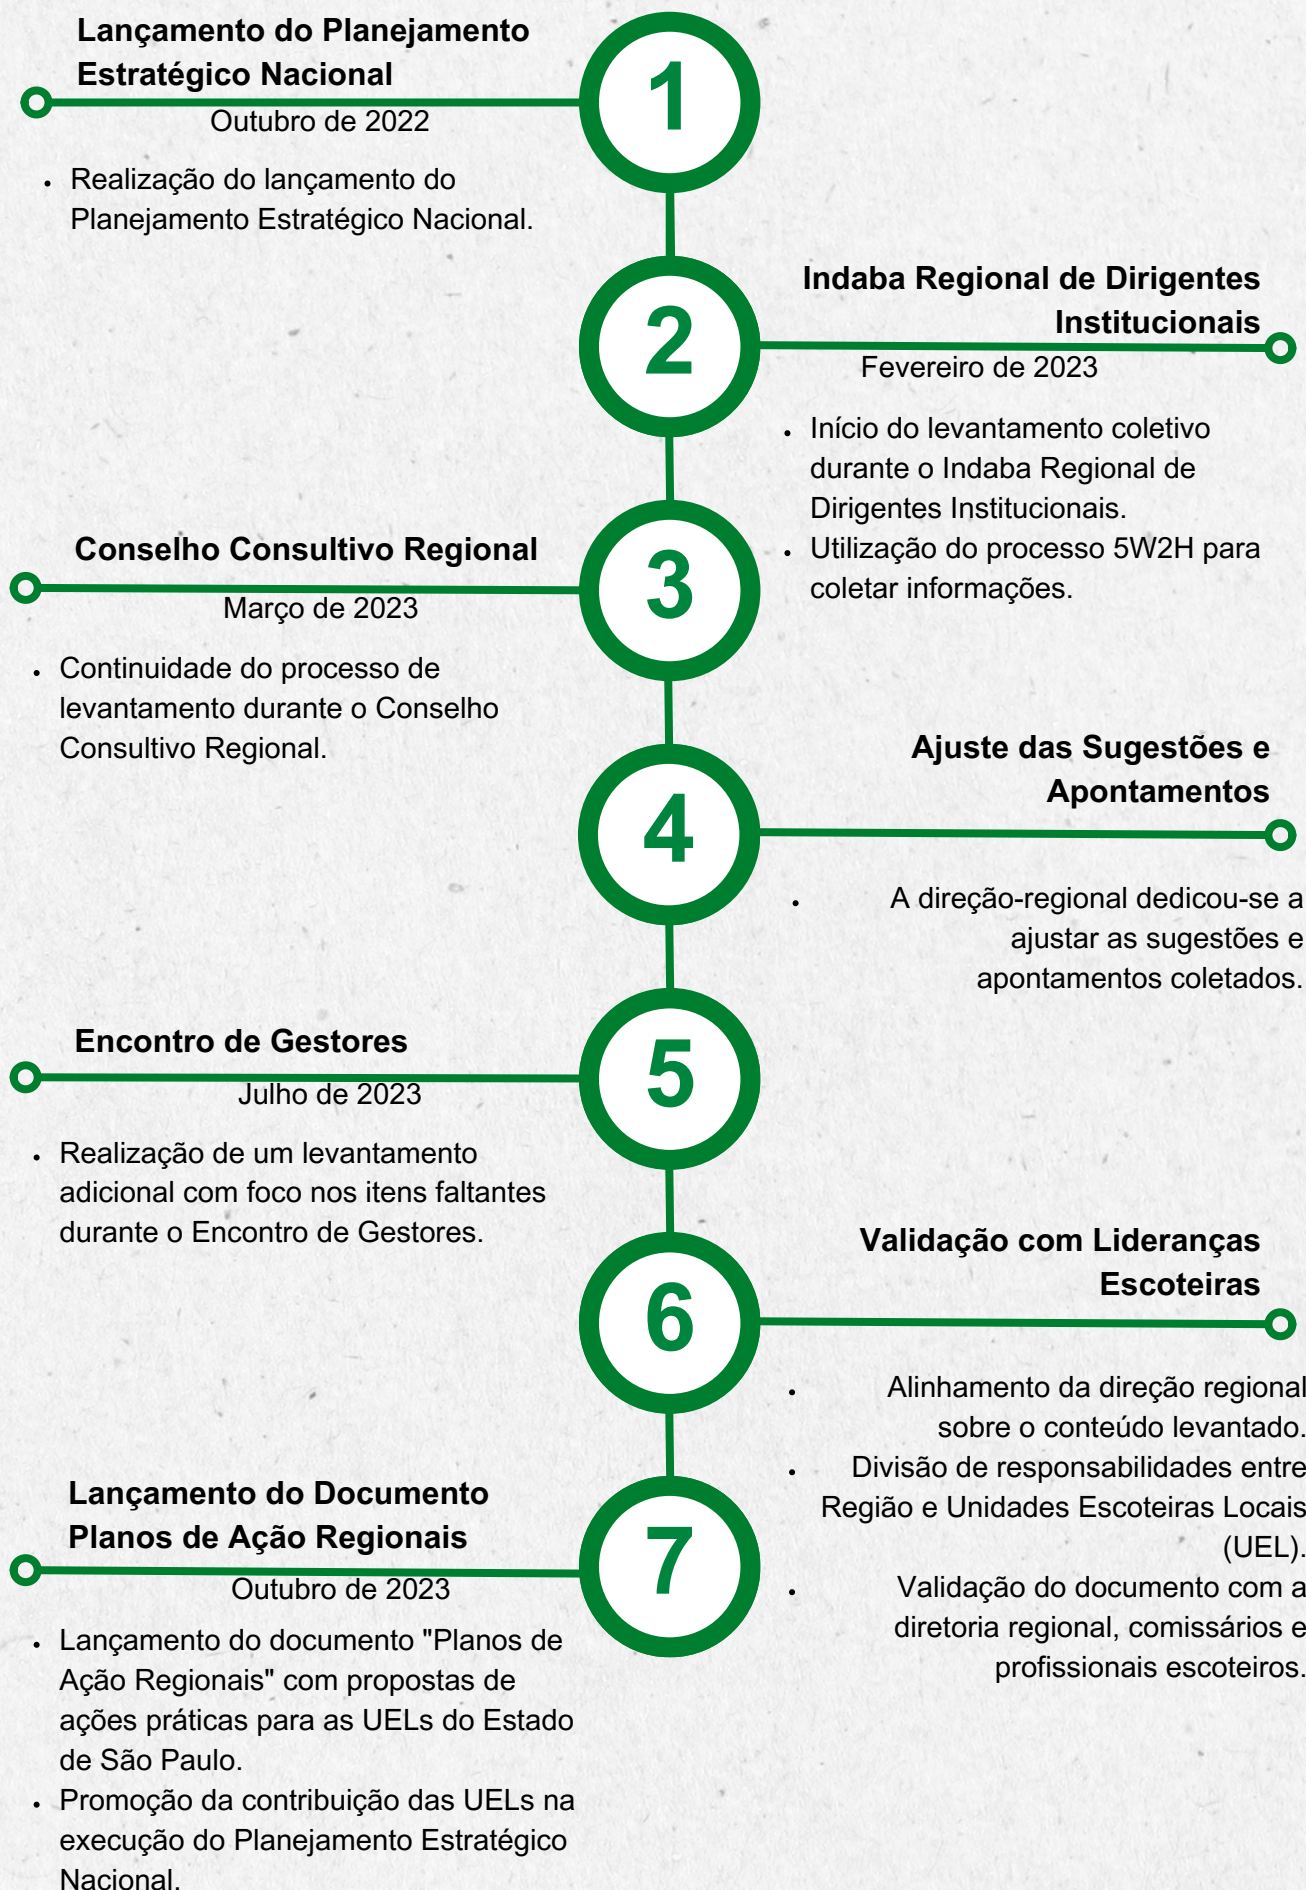 Lançamento do Planejamento
Estratégico Nacional
1
Outubro de 2022
• Realização do lançamento do
Planejamento Estratégico Nacional.
Indaba Regional de Dirigentes
Institucionais
2
Fevereiro de 2023
• Início do levantamento coletivo
durante o Indaba Regional de
Dirigentes Institucionais.
• Utilização do processo 5W2H para
coletar informações.
Conselho Consultivo Regional
3
Março de 2023
• Continuidade do processo de
levantamento durante o Conselho
Consultivo Regional.
Ajuste das Sugestões e
Apontamentos
4
• A direção-regional dedicou-se a
ajustar as sugestões e
apontamentos coletados.
Encontro de Gestores
5
Julho de 2023
• Realização de um levantamento
adicional com foco nos itens faltantes
durante o Encontro de Gestores.
Validação com Lideranças
Escoteiras
6
• Alinhamento da direção regional
sobre o conteúdo levantado.
• Divisão de responsabilidades entre
Região e Unidades Escoteiras Locais
(UEL).
• Validação do documento com a
diretoria regional, comissários e
profissionais escoteiros.
Lançamento do Documento
Planos de Ação Regionais
7
Outubro de 2023
• Lançamento do documento "Planos de
Ação Regionais" com propostas de
ações práticas para as UELs do Estado
de São Paulo.
• Promoção da contribuição das UELs na
execução do Planejamento Estratégico
Nacional.